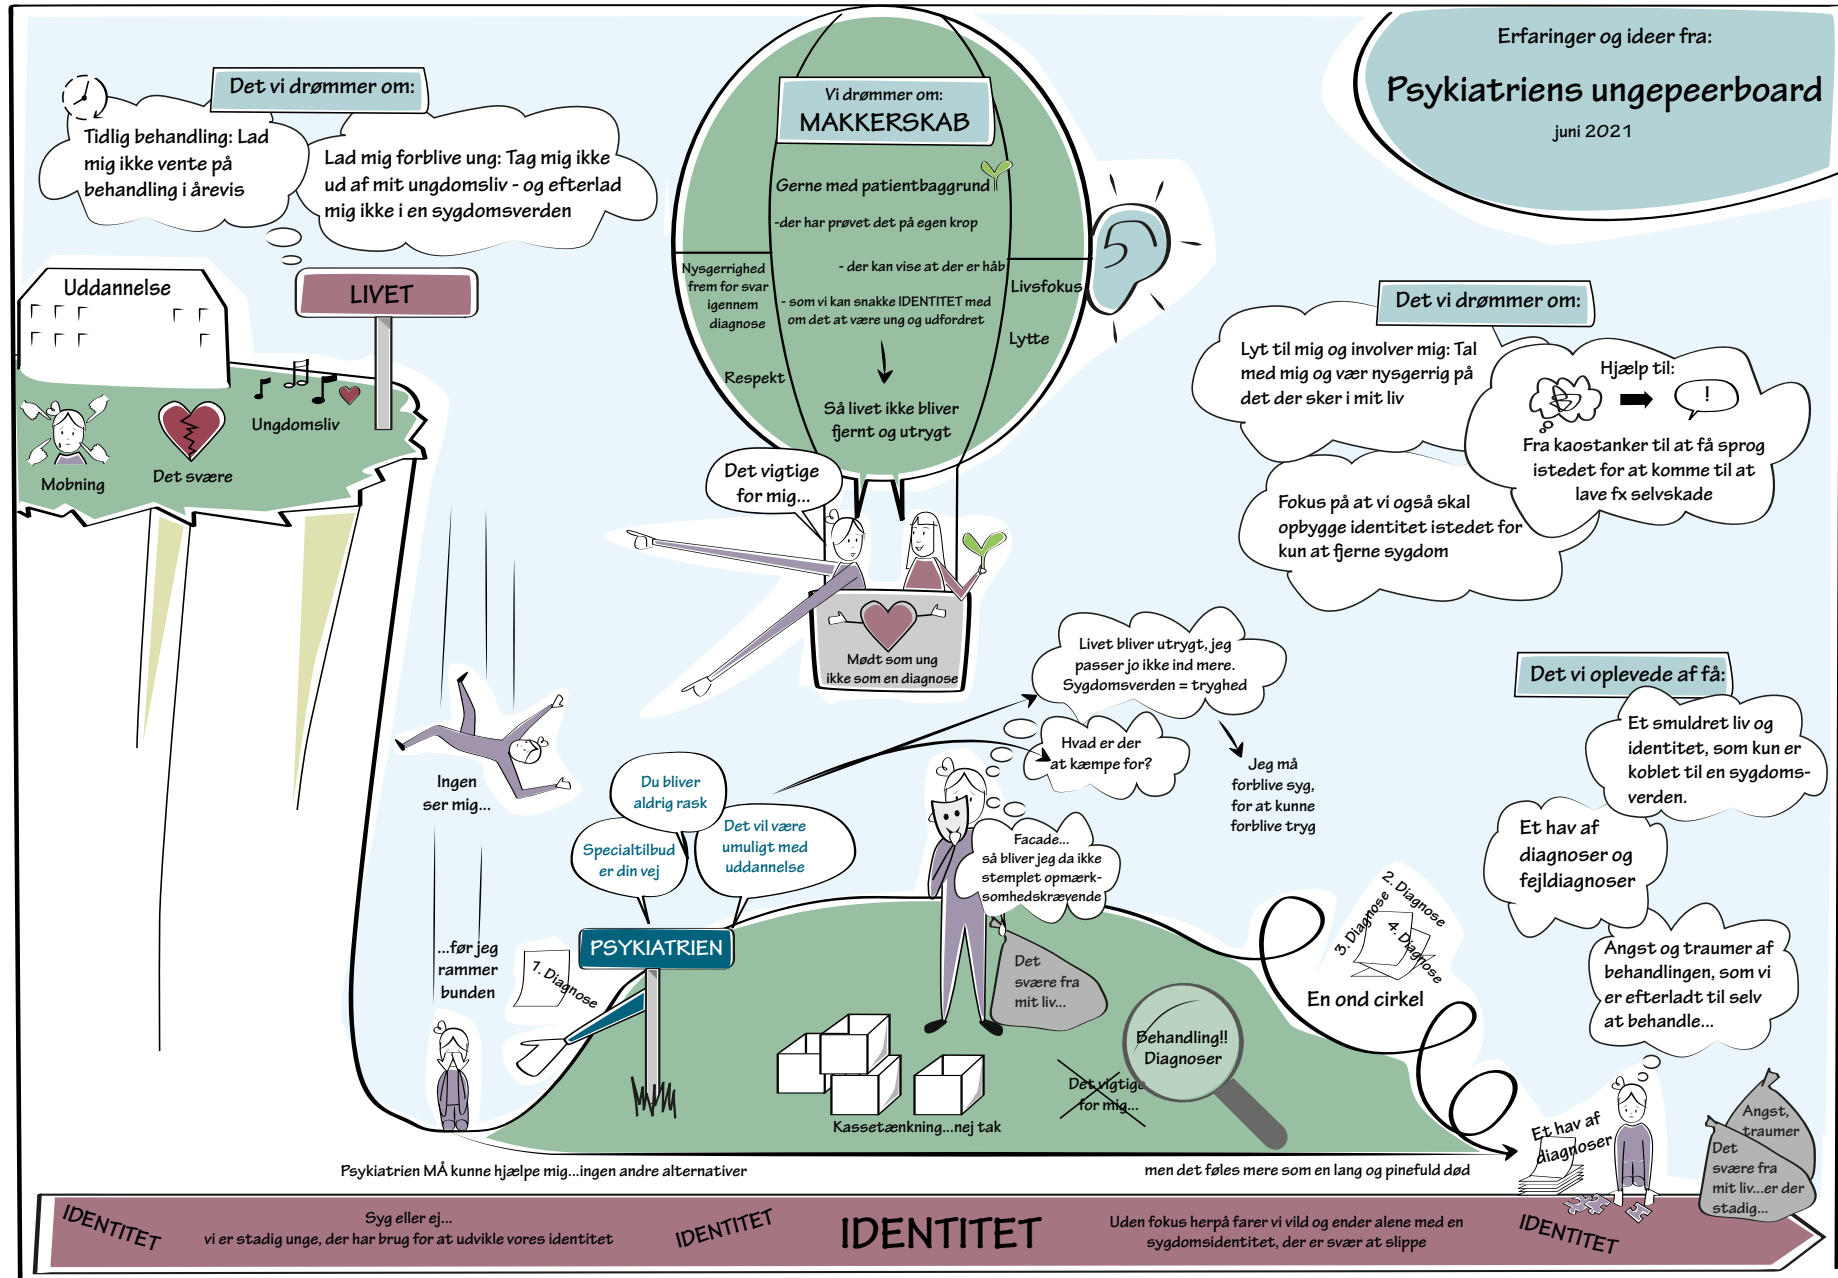 Erfaringer og ideer fra:
Psykiatriens ungepeerboard
juni 2021
Det vi drømmer om:
Tidlig behandling: Lad
mig ikke vente på
behandling i årevis
Lad mig forblive ung: Tag mig ikke
ud af mit ungdomsliv - og efterlad
mig ikke i en sygdomsverden
Uddannelse
LIVET
Mobning
Det svære
Ungdomsliv
Vi drømmer om:
MAKKERSKAB
Gerne med patientbaggrund
-der har prøvet det på egen krop
- der kan vise at der er håb
- som vi kan snakke IDENTITET med
om det at være ung og udfordret
Så livet ikke bliver
fjernt og utrygt
Nysgerrighed
frem for svar
igennem
diagnose
Respekt
Livsfokus
Lytte
Det vigtige
for mig...
Mødt som ung
ikke som en diagnose
Det vi drømmer om:
Lyt til mig og involver mig: Tal
med mig og vær nysgerrig på
det der sker i mit liv
Hjælp til:
!
Fra kaostanker til at få sprog
istedet for at komme til at
lave fx selvskade
Fokus på at vi også skal
opbygge identitet istedet for
kun at fjerne sygdom
Ingen
ser mig...
...før jeg
rammer
bunden
1. Diagnose
PSYKIATRIEN
Du bliver
aldrig rask
Specialtilbud
er din vej
Det vil være
umuligt med
uddannelse
Livet bliver utrygt, jeg
passer jo ikke ind mere.
Sygdomsverden = tryghed
Hvad er der
at kæmpe for?
Jeg må
forblive syg,
for at kunne
forblive tryg
Facade...
så bliver jeg da ikke
stemplet opmærk-
somhedskrævende
Det
svære fra
mit liv...
Kassetænkning...nej tak
Det vigtige
for mig...
Behandling!!
Diagnoser
2. Diagnose
3. Diagnose
4. Diagnose
En ond cirkel
Det vi oplevede af få:
Et smuldret liv og
identitet, som kun er
koblet til en sygdoms-
verden.
Et hav af
diagnoser og
fejldiagnoser
Angst og traumer af
behandlingen, som vi
er efterladt til selv
at behandle...
Et hav af
diagnoser
Angst,
traumer
Det
svære fra
mit liv...er der
stadig...
Psykiatrien MÅ kunne hjælpe mig...ingen andre alternativer
men det føles mere som en lang og pinefuld død
IDENTITET
Syg eller ej...
vi er stadig unge, der har brug for at udvikle vores identitet
IDENTITET
IDENTITET
Uden fokus herpå farer vi vild og ender alene med en
sygdomsidentitet, der er svær at slippe
IDENTITET